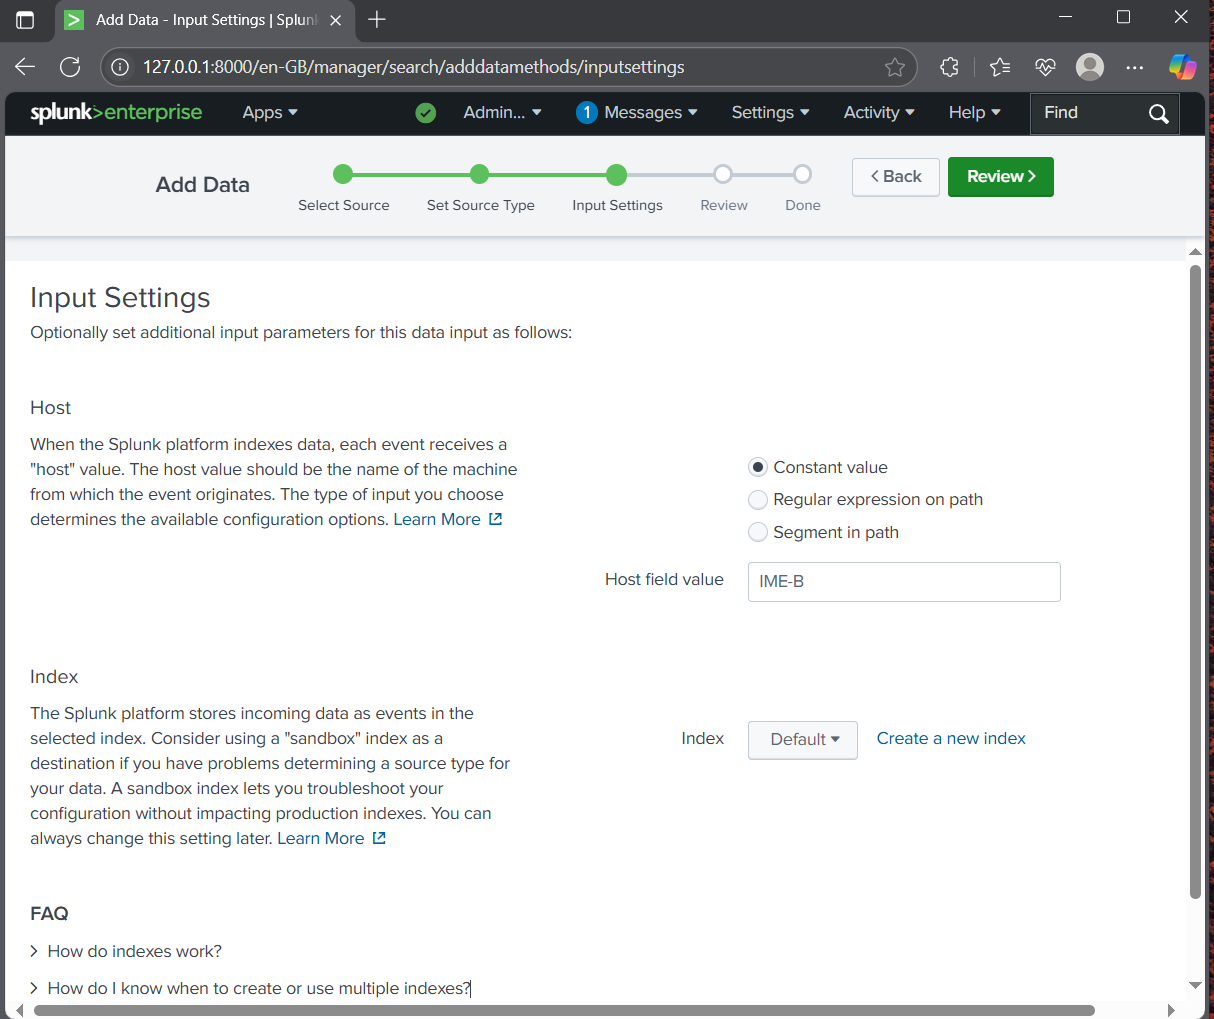 Add Data - Input Settings | Splun
127.0.0.1:8000/en-GB/manager/search/adddatamethods/inputsettings
splunk>enterprise Apps Admin... 1 Messages Settings Activity Help Find
Add Data
Select Source Set Source Type Input Settings Review Done
Back Review
Input Settings
Optionally set additional input parameters for this data input as follows:
Host
When the Splunk platform indexes data, each event receives a
"host" value. The host value should be the name of the machine
from which the event originates. The type of input you choose
determines the available configuration options. Learn More
Constant value
Regular expression on path
Segment in path
Host field value IME-B
Index
The Splunk platform stores incoming data as events in the
selected index. Consider using a "sandbox" index as a
destination if you have problems determining a source type for
your data. A sandbox index lets you troubleshoot your
configuration without impacting production indexes. You can
always change this setting later. Learn More
Index Default Create a new index
FAQ
How do indexes work?
How do I know when to create or use multiple indexes?